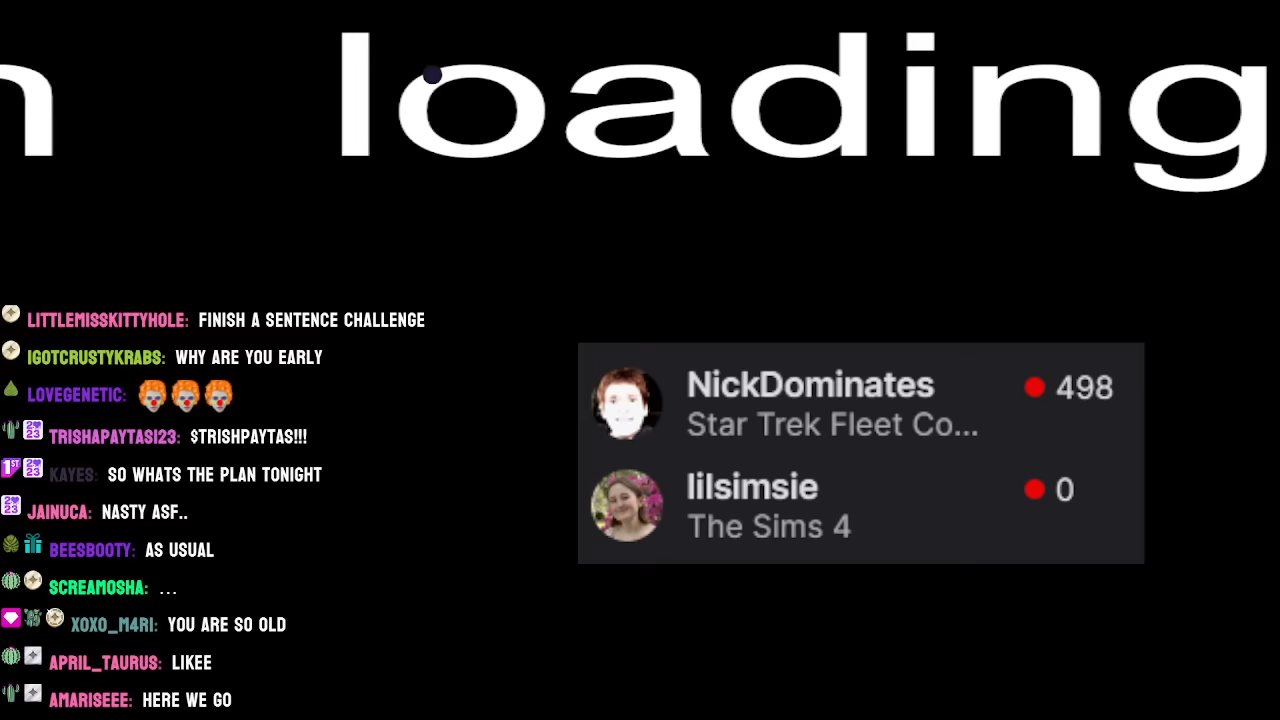 n loading
LITTLEMISSKITTYHOLE: FINISH A SENTENCE CHALLENGE
IGOTCRUSTYKRABS: WHY ARE YOU EARLY
LOVEGENETIC:
TRISHAPAYTAS123: $TRISHPAYTAS!!!
1ST KAYES: SO WHATS THE PLAN TONIGHT
JAINUCA: NASTY ASF..
BEESBOOTY: AS USUAL
SCREAMOSHA: ...
XOXO_M4RI: YOU ARE SO OLD
APRIL_TAURUS: LIKEE
AMARISEEE: HERE WE GO
NickDominates 498
Star Trek Fleet Co...
lilsimsie 0
The Sims 4